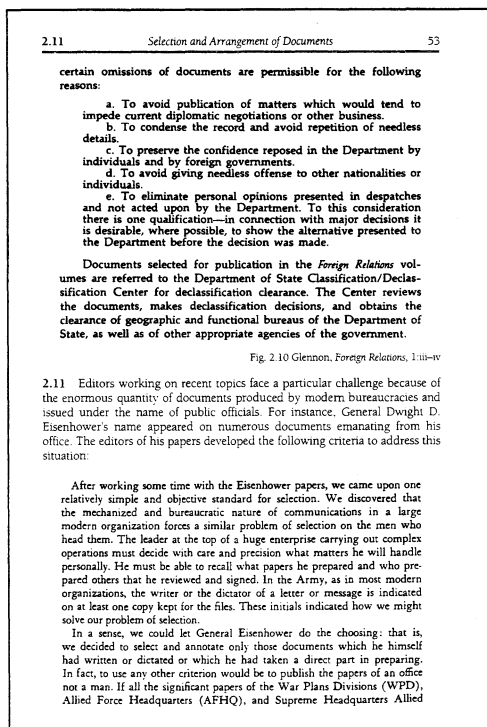 2.11 Selection and Arrangement of Documents 53
certain omissions of documents are permissible for the following
reasons:
a. To avoid publication of matters which would tend to
impede current diplomatic negotiations or other business.
b. To condense the record and avoid repetition of needless
details.
c. To preserve the confidence reposed in the Department by
individuals and by foreign governments.
d. To avoid giving needless offense to other nationalities or
individuals.
e. To eliminate personal opinions presented in despatches
and not acted upon by the Department. To this consideration
there is one qualification—in connection with major decisions it
is desirable, where possible, to show the alternative presented to
the Department before the decision was made.
Documents selected for publication in the Foreign Relations vol-
umes are referred to the Department of State Classification/Declas-
sification Center for declassification clearance. The Center reviews
the documents, makes declassification decisions, and obtains the
clearance of geographic and functional bureaus of the Department of
State, as well as of other appropriate agencies of the government.
Fig. 2.10 Glennon, Foreign Relations, 1:iii–iv
2.11 Editors working on recent topics face a particular challenge because of
the enormous quantity of documents produced by modern bureaucracies and
issued under the name of public officials. For instance, General Dwight D.
Eisenhower's name appeared on numerous documents emanating from his
office. The editors of his papers developed the following criteria to address this
situation:
After working some time with the Eisenhower papers, we came upon one
relatively simple and objective standard for selection. We discovered that
the mechanized and bureaucratic nature of communications in a large
modern organization forces a similar problem of selection on the men who
head them. The leader at the top of a huge enterprise carrying out complex
operations must decide with care and precision what matters he will handle
personally. He must be able to recall what papers he prepared and who pre-
pared others that he reviewed and signed. In the Army, as in most modern
organizations, the writer or the dictator of a letter or message is indicated
on at least one copy kept for the files. These initials indicated how we might
solve our problem of selection.
In a sense, we could let General Eisenhower do the choosing: that is,
we decided to select and annotate only those documents which he himself
had written or dictated or which he had taken a direct part in preparing.
In fact, to use any other criterion would be to publish the papers of an office
not a man. If all the significant papers of the War Plans Divisions (WPD),
Allied Force Headquarters (AFHQ), and Supreme Headquarters Allied